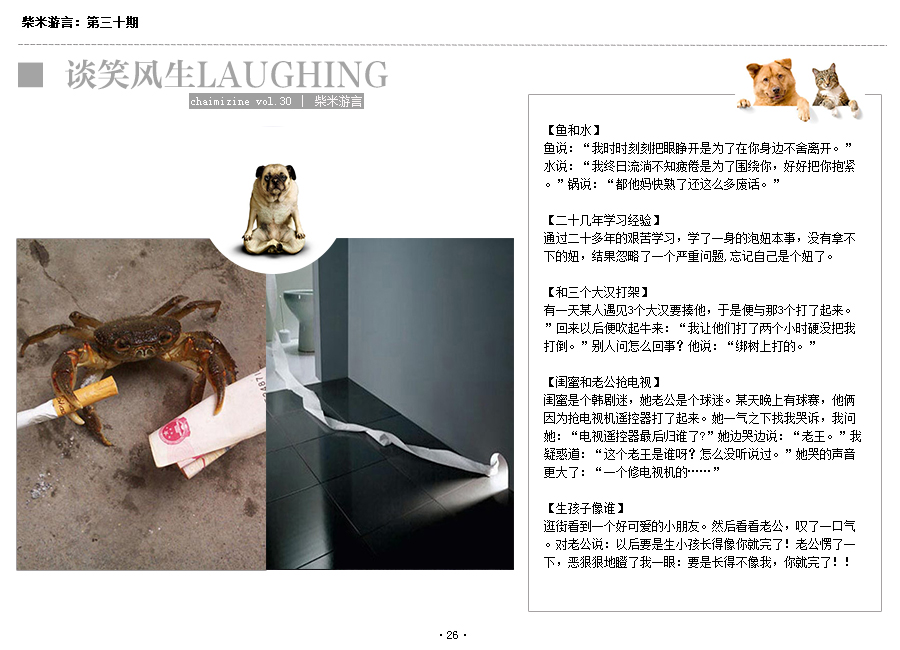 柴米游言：第三十期
谈笑风生LAUGHING
chaimizine vol.30 | 柴米游言
【鱼和水】
鱼说：“我时时刻刻把眼睁开是为了在你身边不舍离开。”
水说：“我终日流淌不知疲倦是为了围绕你，好好把你抱紧
。”锅说：“都他妈快熟了还这么多废话。”
【二十几年学习经验】
通过二十多年的艰苦学习，学了一身的泡妞本事，没有拿不
下的妞，结果忽略了一个严重问题,忘记自己是个妞了。
【和三个大汉打架】
有一天某人遇见3个大汉要揍他，于是便与那3个打了起来。
”回来以后便吹起牛来：“我让他们打了两个小时硬没把我
打倒。”别人问怎么回事？他说：“绑树上打的。”
【闺蜜和老公抢电视】
闺蜜是个韩剧迷，她老公是个球迷。某天晚上有球赛，他俩
因为抢电视机遥控器打了起来。她一气之下找我哭诉，我问
她：“电视遥控器最后归谁了?”她边哭边说：“老王。”我
疑惑道：“这个老王是谁呀？怎么没听说过。”她哭的声音
更大了：“一个修电视机的……”
【生孩子像谁】
逛街看到一个好可爱的小朋友。然后看看老公，叹了一口气
。对老公说：以后要是生小孩长得像你就完了！老公愣了一
下，恶狠狠地瞪了我一眼：要是长得不像我，你就完了！！
·26·